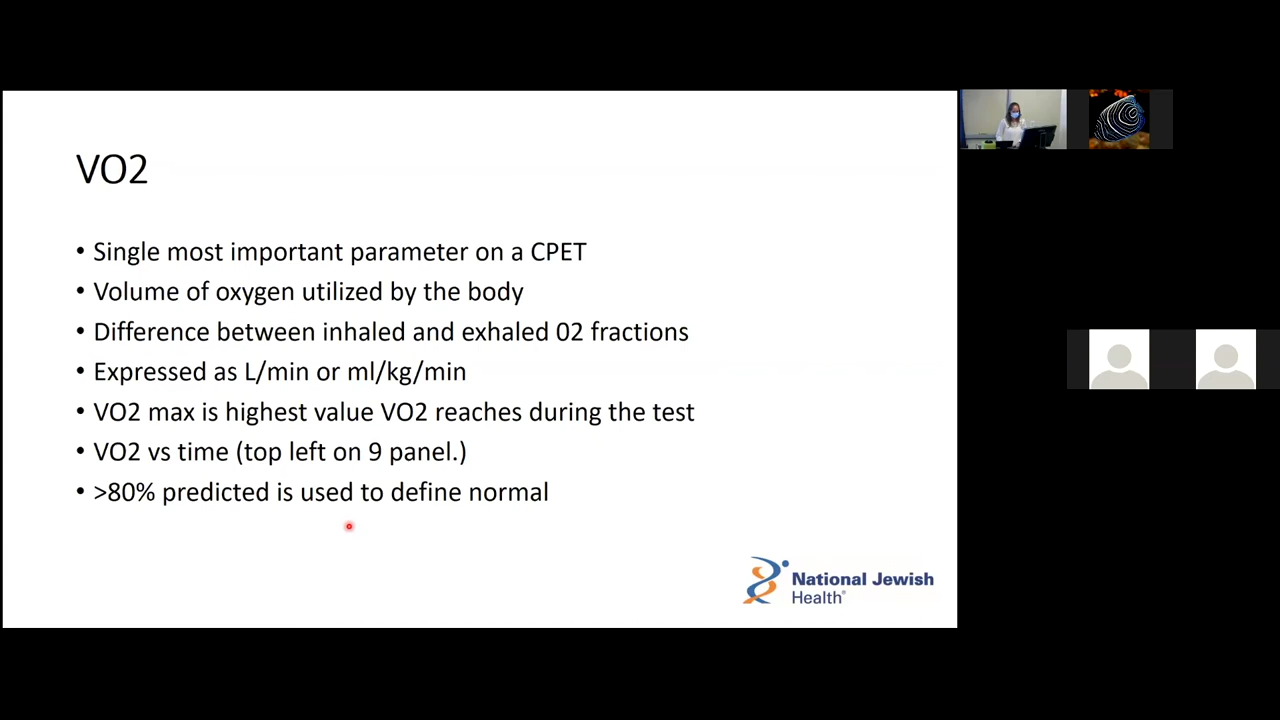 VO2
• Single most important parameter on a CPET
• Volume of oxygen utilized by the body
• Difference between inhaled and exhaled 02 fractions
• Expressed as L/min or ml/kg/min
• VO2 max is highest value VO2 reaches during the test
• VO2 vs time (top left on 9 panel.)
• >80% predicted is used to define normal
National Jewish
Health®